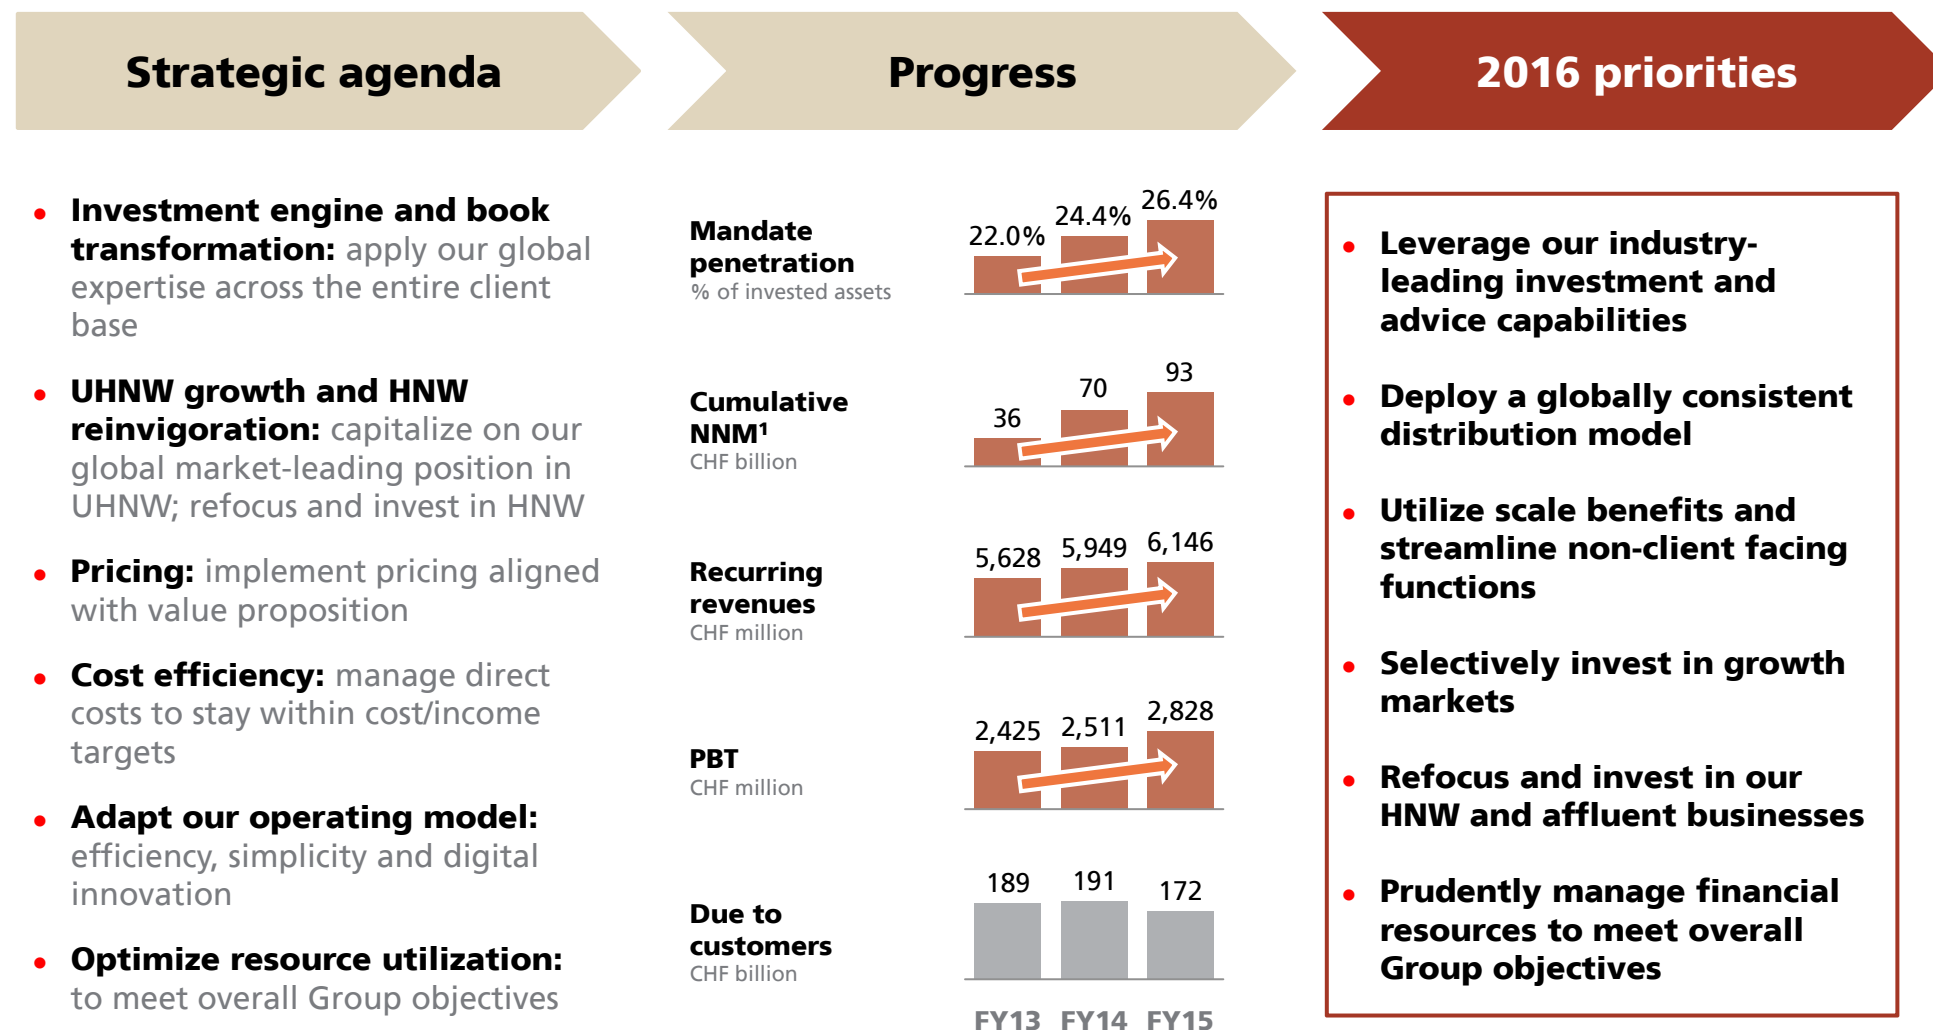 Strategic agenda
Progress
2016 priorities
• Investment engine and book
transformation: apply our global
expertise across the entire client
base
• UHNW growth and HNW
reinvigoration: capitalize on our
global market-leading position in
UHNW; refocus and invest in HNW
• Pricing: implement pricing aligned
with value proposition
• Cost efficiency: manage direct
costs to stay within cost/income
targets
• Adapt our operating model:
efficiency, simplicity and digital
innovation
• Optimize resource utilization:
to meet overall Group objectives
Mandate
penetration
% of invested assets
22.0% 24.4% 26.4%
Cumulative
NNM¹
CHF billion
36 70 93
Recurring
revenues
CHF million
5,628 5,949 6,146
PBT
CHF million
2,425 2,511 2,828
Due to
customers
CHF billion
189 191 172
FY13 FY14 FY15
• Leverage our industry-
leading investment and
advice capabilities
• Deploy a globally consistent
distribution model
• Utilize scale benefits and
streamline non-client facing
functions
• Selectively invest in growth
markets
• Refocus and invest in our
HNW and affluent businesses
• Prudently manage financial
resources to meet overall
Group objectives